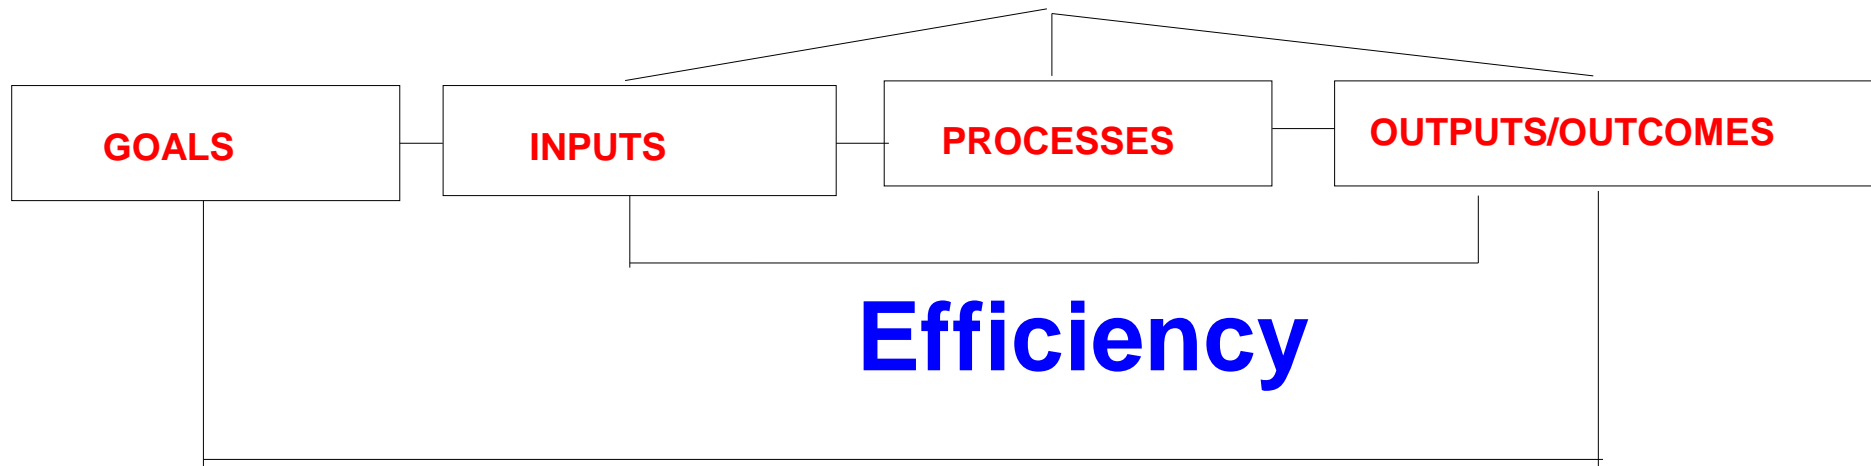 GOALS
INPUTS
PROCESSES
OUTPUTS/OUTCOMES
Efficiency